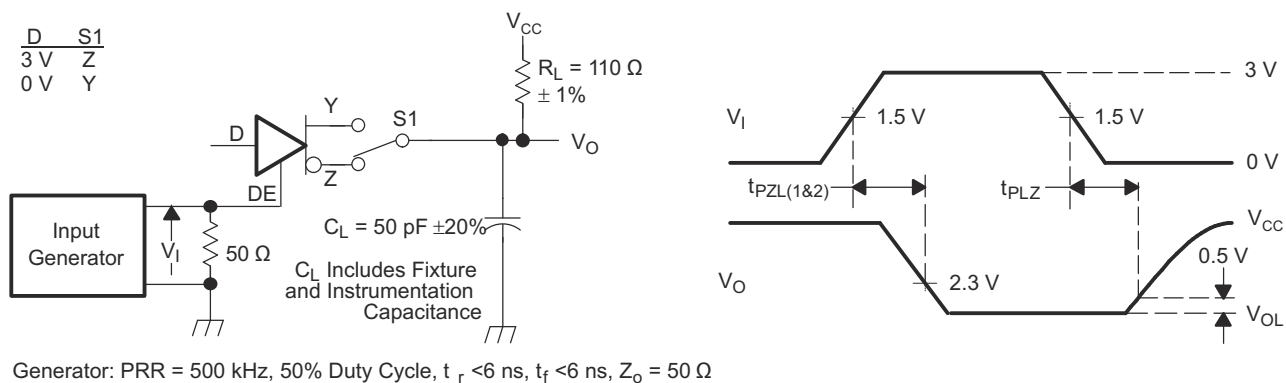 D S1
3 V Z
0 V Y
V_CC
R_L = 110 Ω
± 1%
Y
S1
D
V_O
Z
DE
Input
Generator
V_I
50 Ω
C_L = 50 pF ±20%
C_L Includes Fixture
and Instrumentation
Capacitance
3 V
V_I
1.5 V
1.5 V
0 V
t_PZL(1&2)
t_PLZ
V_CC
0.5 V
V_O
2.3 V
V_OL
Generator: PRR = 500 kHz, 50% Duty Cycle, t_r <6 ns, t_f <6 ns, Z_o = 50 Ω